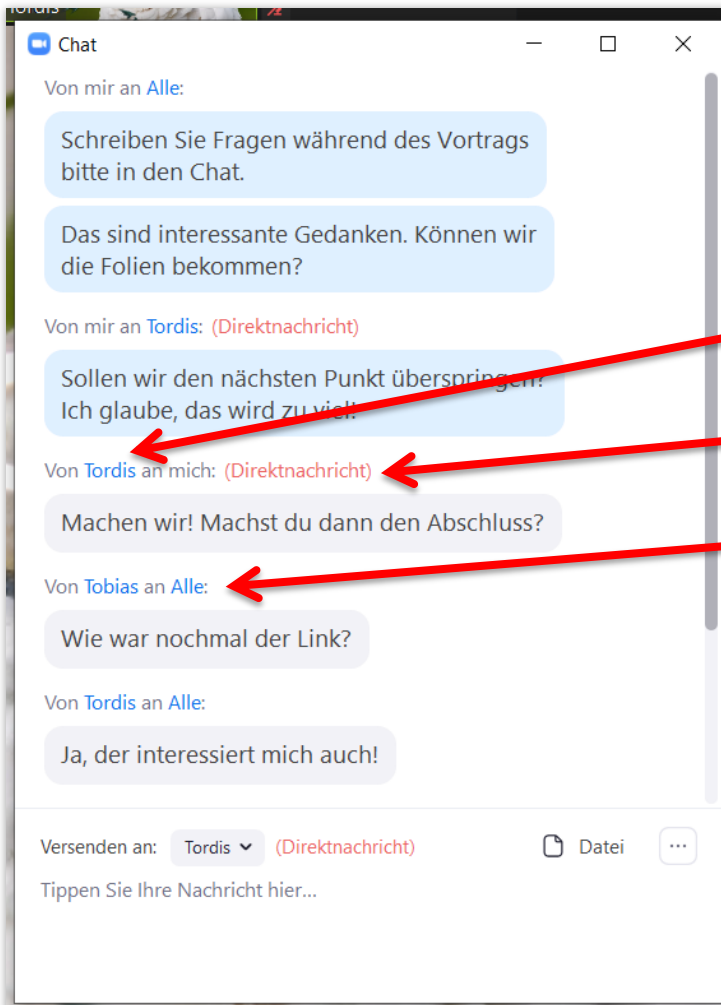 Tordis
Chat
Von mir an Alle:
Schreiben Sie Fragen während des Vortrags
bitte in den Chat.
Das sind interessante Gedanken. Können wir
die Folien bekommen?
Von mir an Tordis: (Direktnachricht)
Sollen wir den nächsten Punkt überspringen?
Ich glaube, das wird zu viel!
Von Tordis an mich: (Direktnachricht)
Machen wir! Machst du dann den Abschluss?
Von Tobias an Alle:
Wie war nochmal der Link?
Von Tordis an Alle:
Ja, der interessiert mich auch!
Versenden an: Tordis (Direktnachricht) Datei ...
Tippen Sie Ihre Nachricht hier...